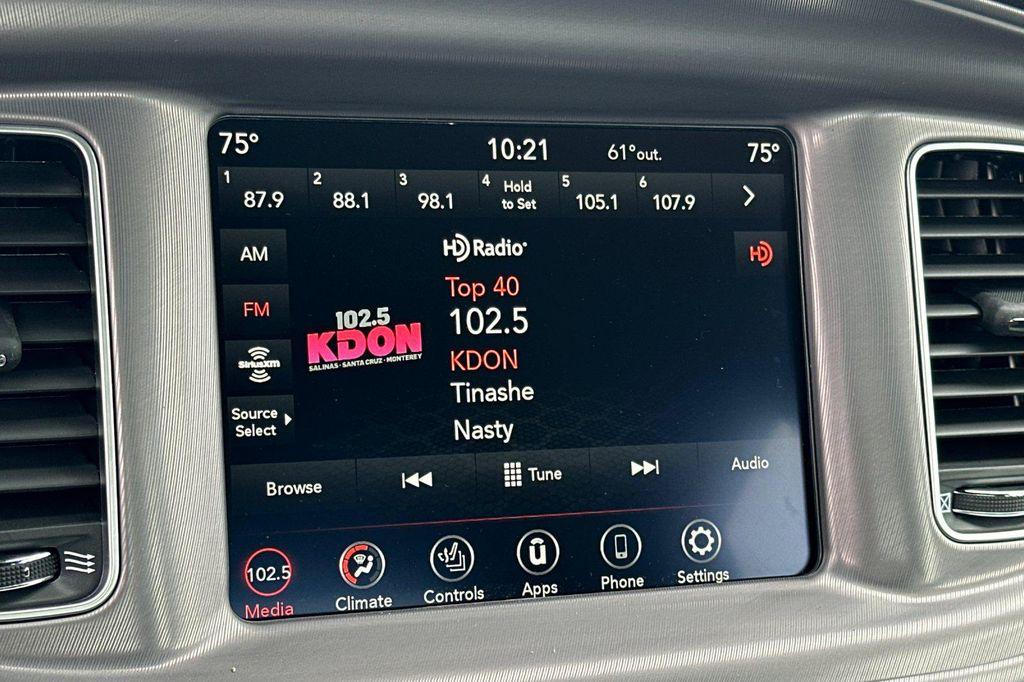 75° 10:21 61°out. 75°
1 87.9 2 88.1 3 98.1 4 Hold to Set 5 105.1 6 107.9
AM
FM
SiriusXM
Source
Select
HD Radio
HD
Top 40
102.5
KDON
Tinashe
Nasty
102.5
KDON
SALINAS·SANTA CRUZ·MONTEREY
Browse Tune Audio
102.5
Media Climate Controls Apps Phone Settings